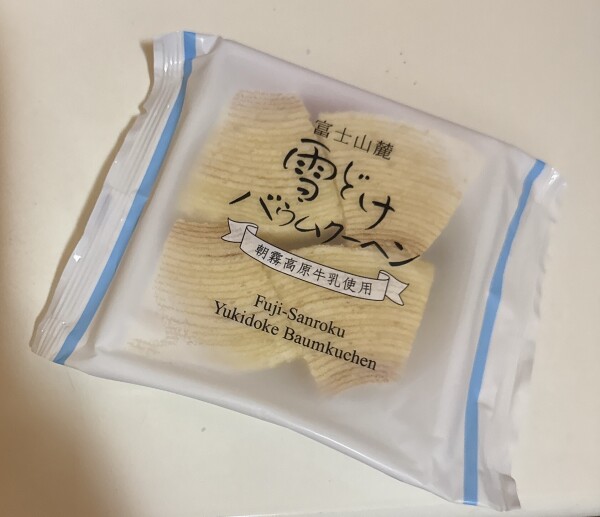 富士山麓
雪どけ
バウムクーヘン
朝霧高原牛乳使用
Fuji-Sanroku
Yukidoke Baumkuchen